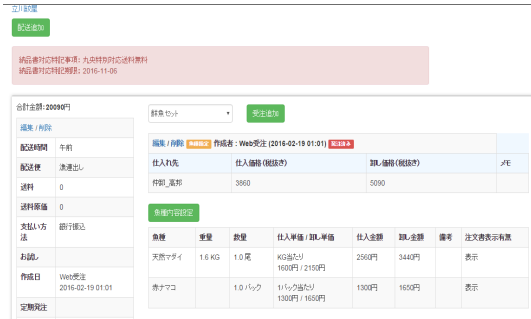 配送追加
納品書対応特記事項: 九央特別対応送料無料
納品書対応特記期限: 2016-11-06
合計金額: 20090円
編集 / 削除
配送時間 午前
配送便
送料 0
送料原価 0
支払い方法 銀行振込
お試し
作成日 Web受注
2016-02-19 01:01
定期発注
鮮魚セット
受注追加
編集 / 削除 作成者 : Web受注 (2016-02-19 01:01)
仕入れ先 仕入価格(税抜き) 卸し価格(税抜き) メモ
仲卸_高邦 3860 5090
魚種内容設定
魚種 重量 数量 仕入単価 / 卸し単価 仕入金額 卸し金額 備考 注文書表示有無
天然マダイ 1.6 KG 1.0 尾 KG当たり
1600円 / 2150円 2560円 3440円 表示
赤ナマコ 1.0 パック 1パック当たり
1300円 / 1650円 1300円 1650円 表示